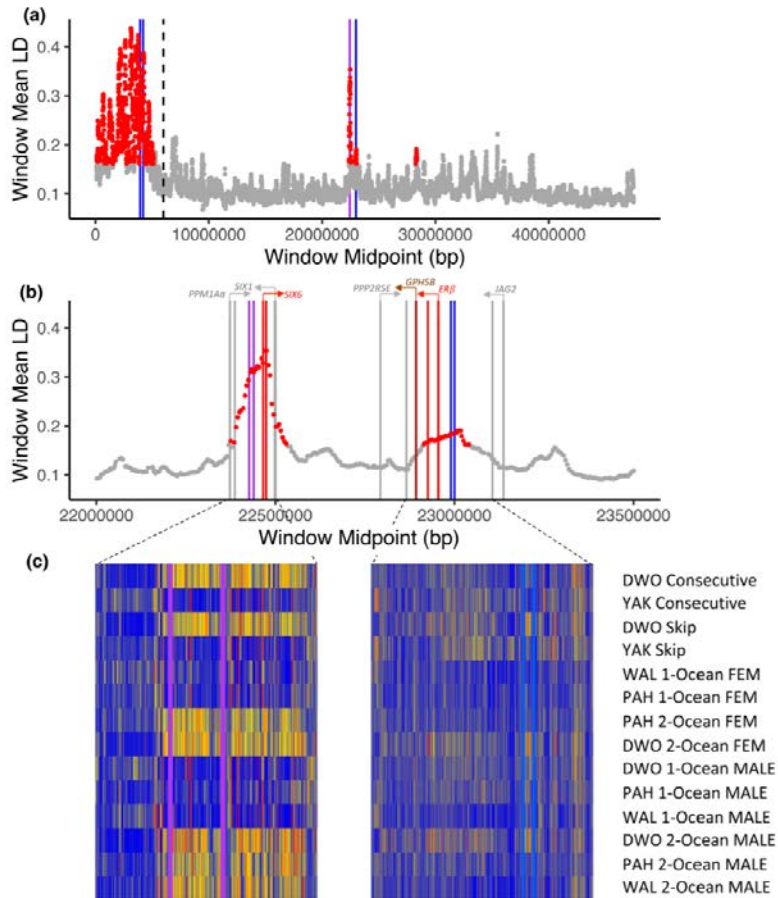 (a)
Window Mean LD
0.4
0.3
0.2
0.1
0 10000000 20000000 30000000 40000000
Window Midpoint (bp)
(b)
PPM1Aα SIX1 SIX6 PPP2R5E GPHSB ERβ JAG2
Window Mean LD
0.4
0.3
0.2
0.1
22000000 22500000 23000000 23500000
Window Midpoint (bp)
(c)
DWO Consecutive
YAK Consecutive
DWO Skip
YAK Skip
WAL 1-Ocean FEM
PAH 1-Ocean FEM
PAH 2-Ocean FEM
DWO 2-Ocean FEM
DWO 1-Ocean MALE
PAH 1-Ocean MALE
WAL 1-Ocean MALE
DWO 2-Ocean MALE
PAH 2-Ocean MALE
WAL 2-Ocean MALE